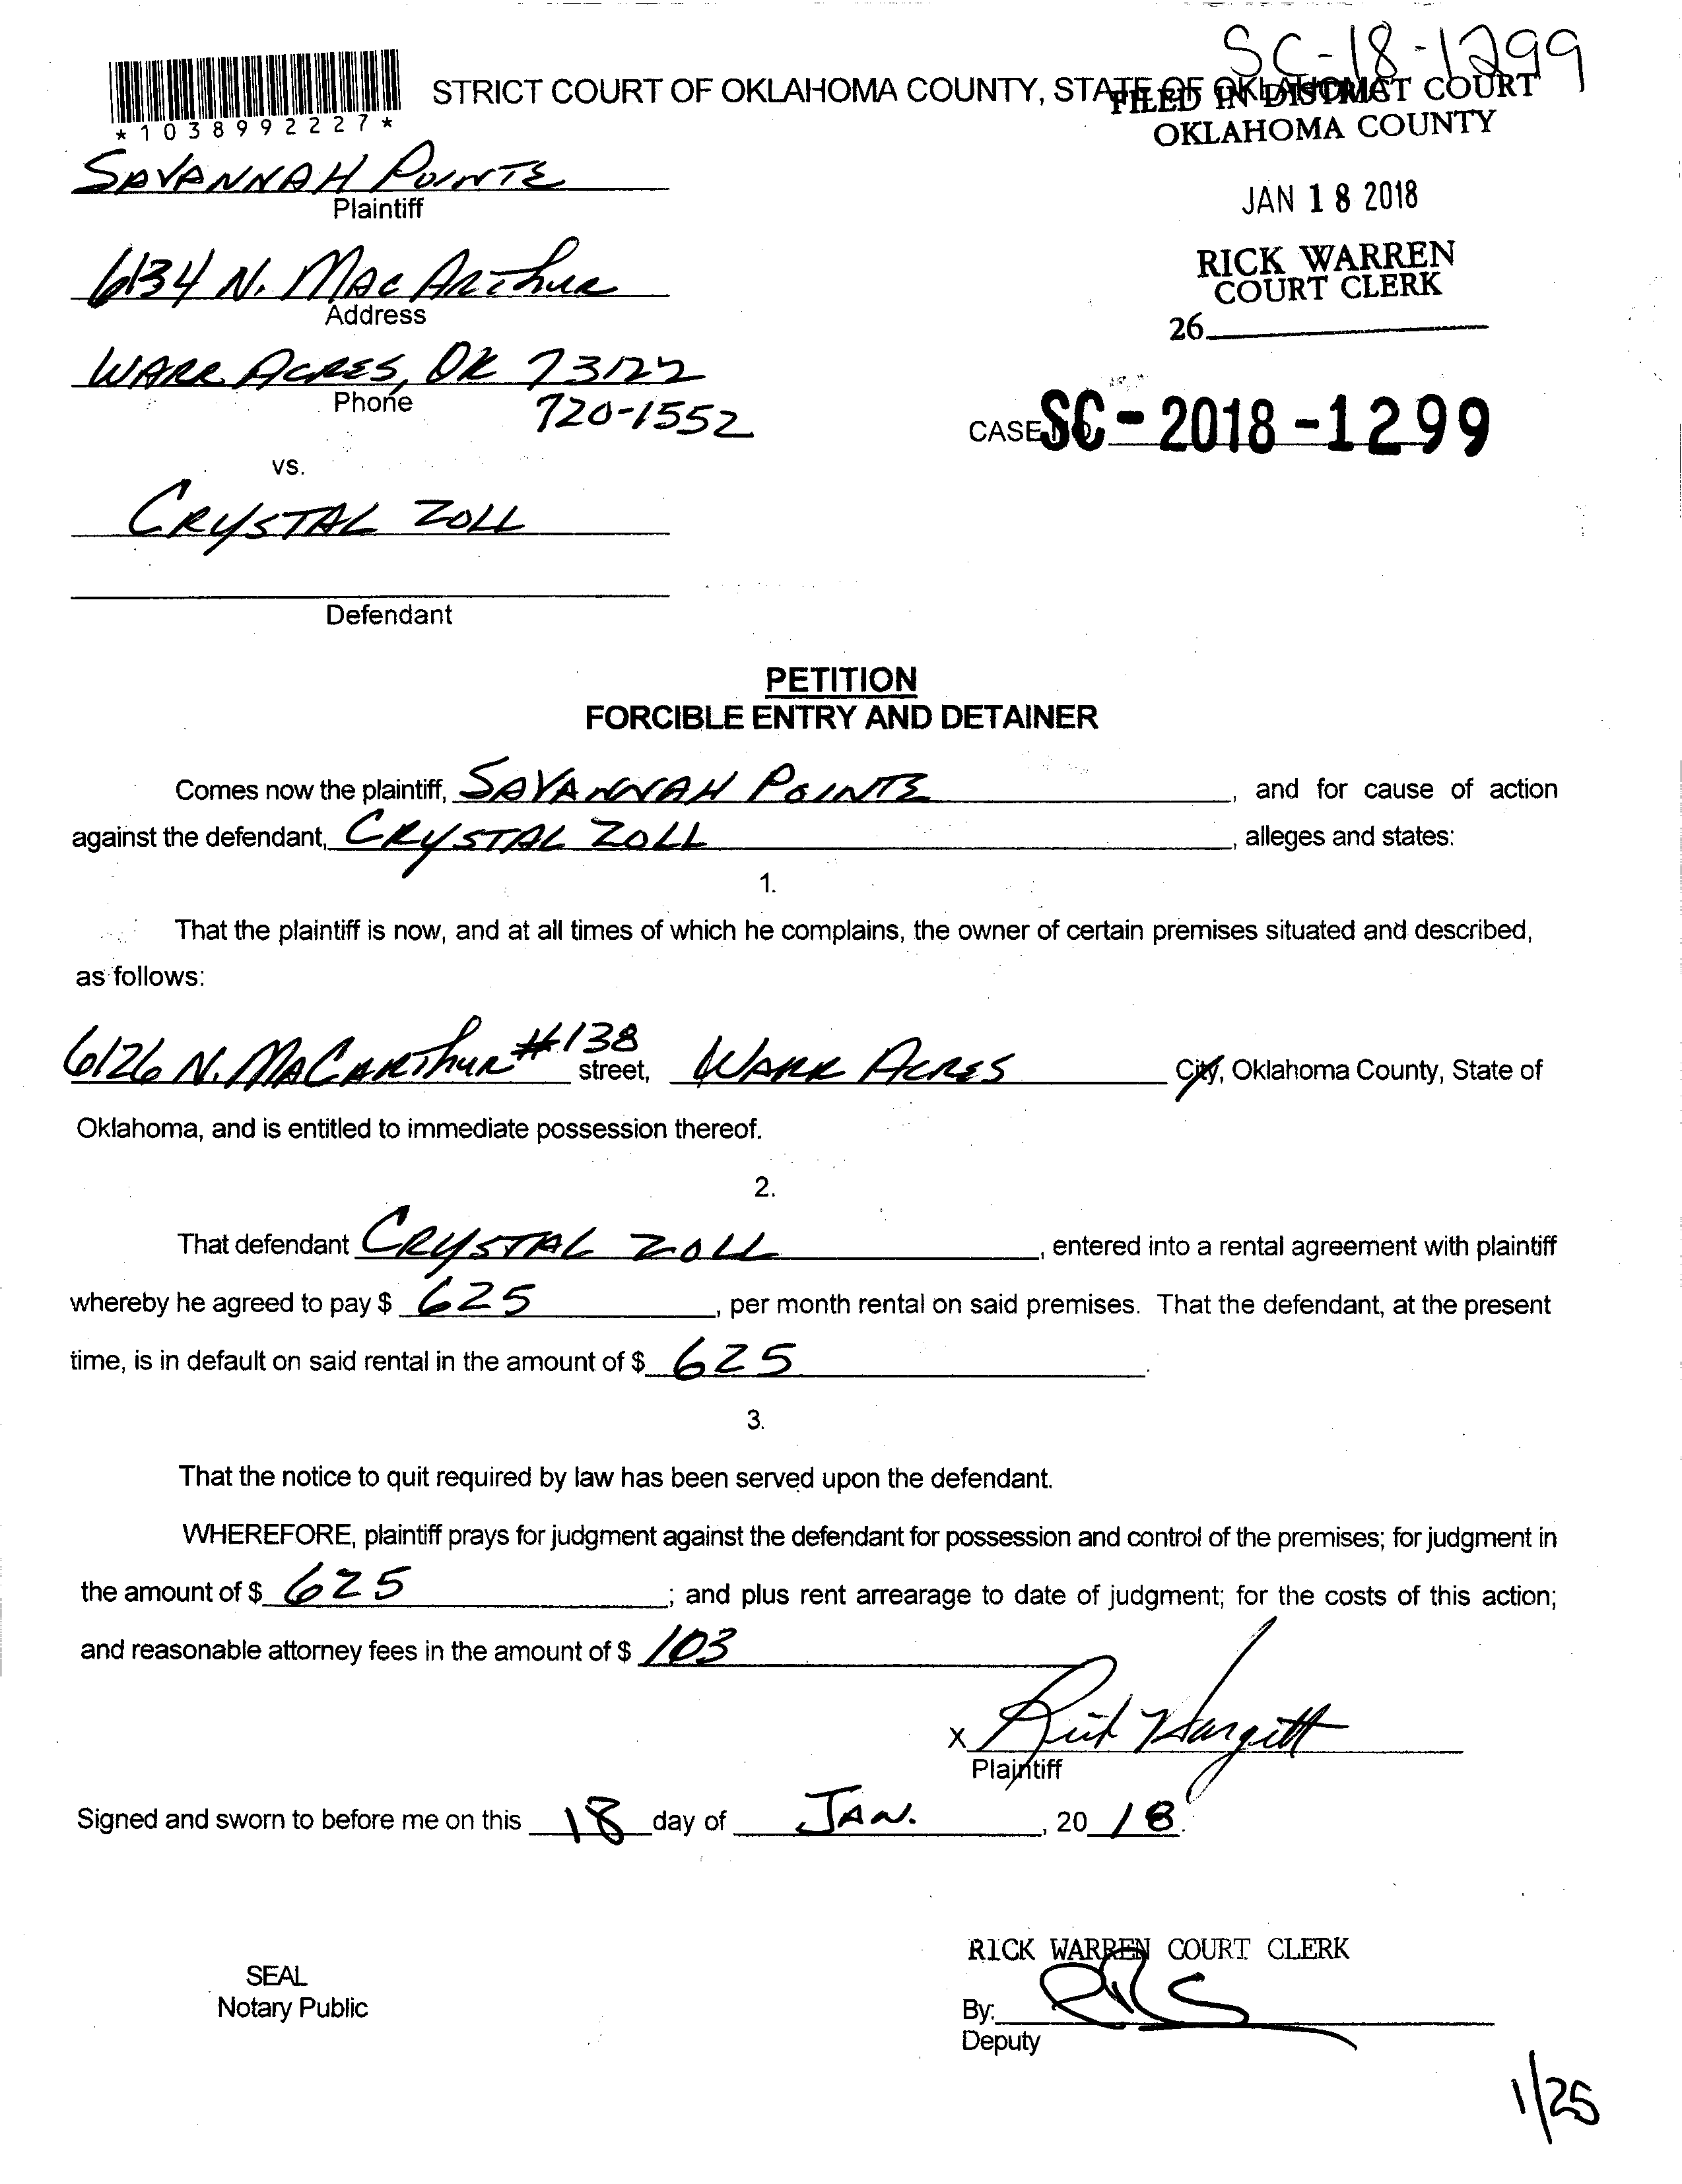 SC-18-1299
STRICT COURT OF OKLAHOMA COUNTY, STATE OF OKLAHOMA
FILED IN DISTRICT COURT
OKLAHOMA COUNTY
*1038992227*
SAVANNAH POINTE
Plaintiff
JAN 18 2018
6134 N. MACARTHUR
Address
RICK WARREN
COURT CLERK
26
WARR ACRES, OK 73122
Phone
720-1552
CASE NO. SC-2018-1299
vs.
CRYSTAL ZOLL
Defendant
PETITION
FORCIBLE ENTRY AND DETAINER
Comes now the plaintiff, SAVANNAH POINTE, and for cause of action
against the defendant, CRYSTAL ZOLL, alleges and states:
1.
That the plaintiff is now, and at all times of which he complains, the owner of certain premises situated and described,
as follows:
6126 N. MACARTHUR #138 street, WARR ACRES City, Oklahoma County, State of
Oklahoma, and is entitled to immediate possession thereof.
2.
That defendant CRYSTAL ZOLL, entered into a rental agreement with plaintiff
whereby he agreed to pay $ 625, per month rental on said premises. That the defendant, at the present
time, is in default on said rental in the amount of $ 625.
3.
That the notice to quit required by law has been served upon the defendant.
WHEREFORE, plaintiff prays for judgment against the defendant for possession and control of the premises; for judgment in
the amount of $ 625; and plus rent arrearage to date of judgment; for the costs of this action;
and reasonable attorney fees in the amount of $ 103
X Rick Hargett
Plaintiff
Signed and sworn to before me on this 18 day of JAN., 20 18.
RICK WARREN COURT CLERK
SEAL
Notary Public
By:
Deputy
1/25